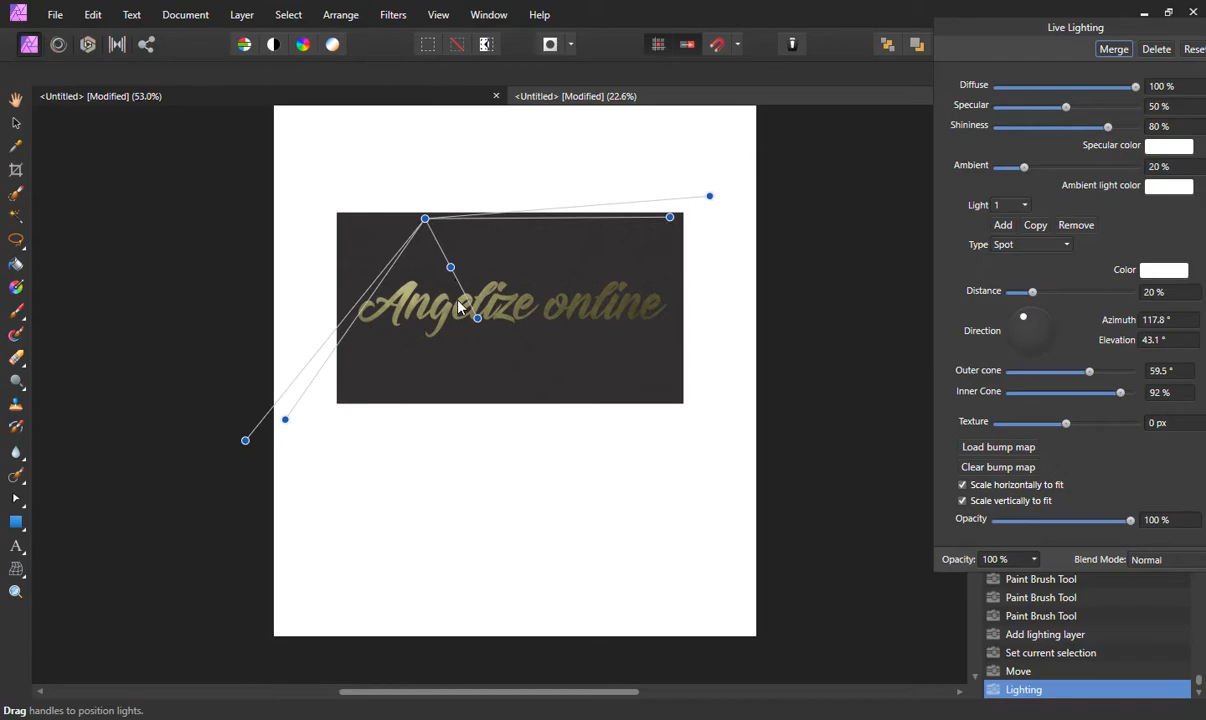 File Edit Text Document Layer Select Arrange Filters View Window Help
Live Lighting
Merge Delete Reset
<Untitled> [Modified] (53.0%)
<Untitled> [Modified] (22.6%)
Diffuse 100 %
Specular 50 %
Shininess 80 %
Specular color
Ambient 20 %
Ambient light color
Light 1
Add Copy Remove
Type Spot
Color
Distance 20 %
Direction
Azimuth 117.8 °
Elevation 43.1 °
Outer cone 59.5 °
Inner Cone 92 %
Texture 0 px
Load bump map
Clear bump map
Scale horizontally to fit
Scale vertically to fit
Opacity 100 %
Opacity: 100 % Blend Mode: Normal
Angelize online
Paint Brush Tool
Paint Brush Tool
Paint Brush Tool
Add lighting layer
Set current selection
Move
Lighting
Drag handles to position lights.